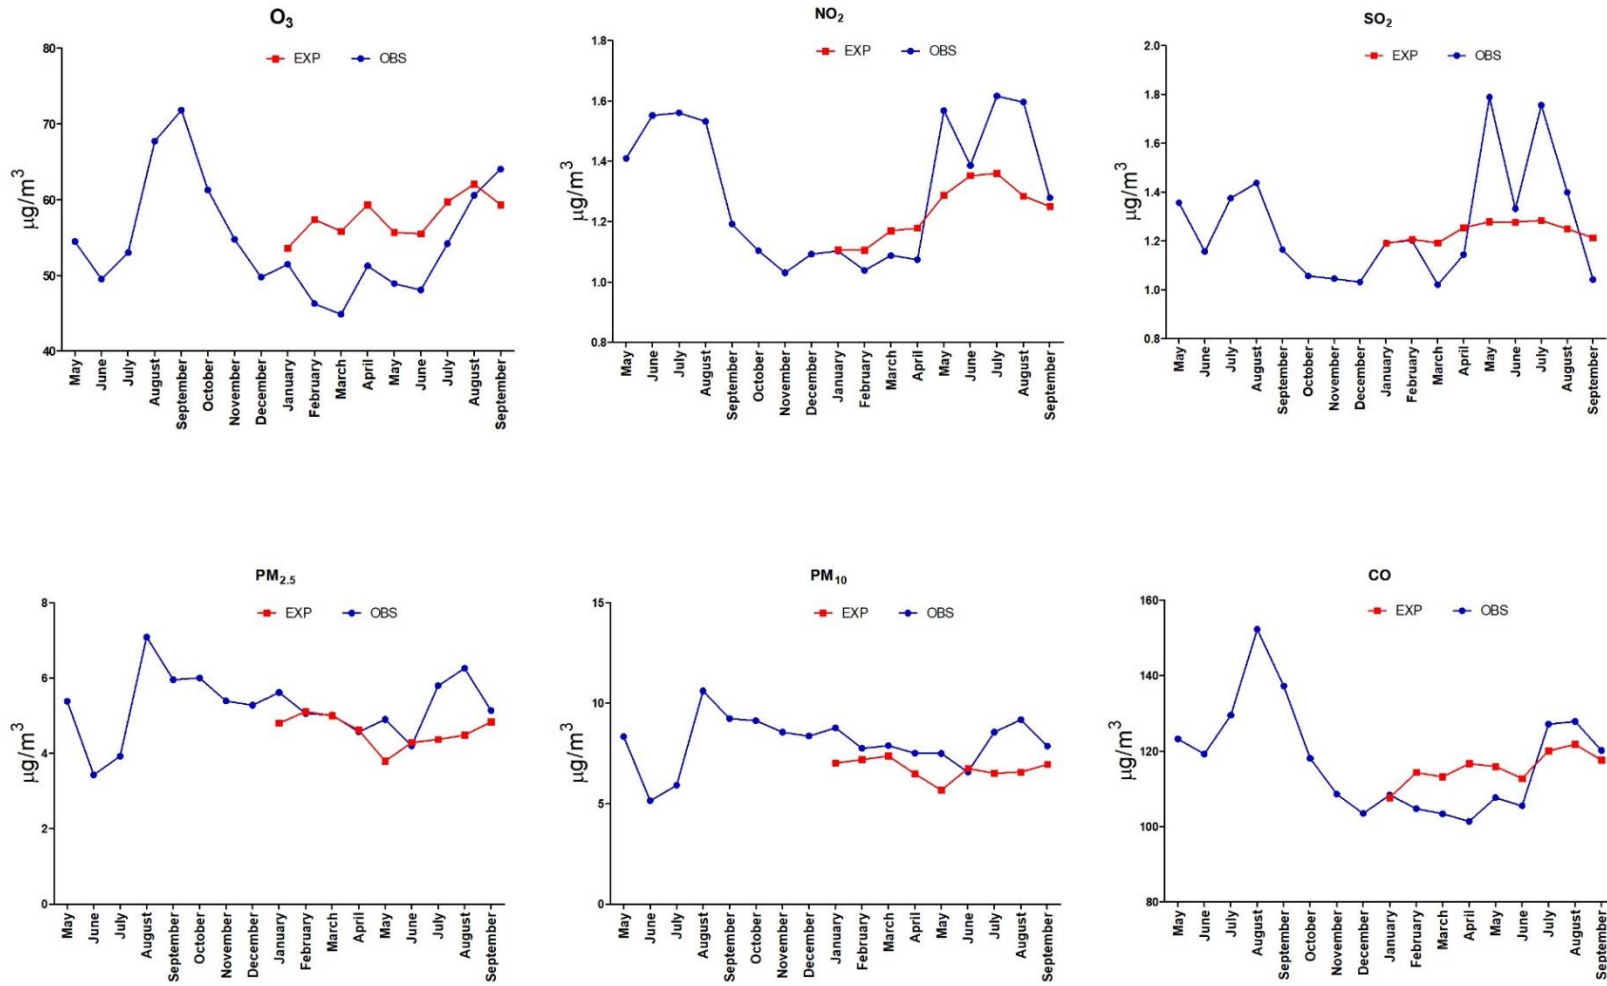 O₃
EXP OBS
80
70
60
50
40
µg/m³
May
June
July
August
September
October
November
December
January
February
March
April
May
June
July
August
September
NO₂
EXP OBS
1.8
1.6
1.4
1.2
1.0
0.8
µg/m³
May
June
July
August
September
October
November
December
January
February
March
April
May
June
July
August
September
SO₂
EXP OBS
2.0
1.8
1.6
1.4
1.2
1.0
0.8
µg/m³
May
June
July
August
September
October
November
December
January
February
March
April
May
June
July
August
September
PM₂.₅
EXP OBS
8
6
4
2
0
µg/m³
May
June
July
August
September
October
November
December
January
February
March
April
May
June
July
August
September
PM₁₀
EXP OBS
15
10
5
0
µg/m³
May
June
July
August
September
October
November
December
January
February
March
April
May
June
July
August
September
CO
EXP OBS
160
140
120
100
80
µg/m³
May
June
July
August
September
October
November
December
January
February
March
April
May
June
July
August
September